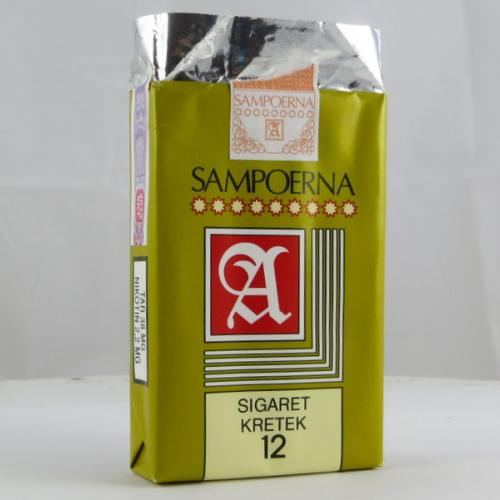 SAMPOERNA
A
SAMPOERNA
A
SIGARET
KRETEK
12
TAR 38 MG
NIKOTIN 2,2 MG